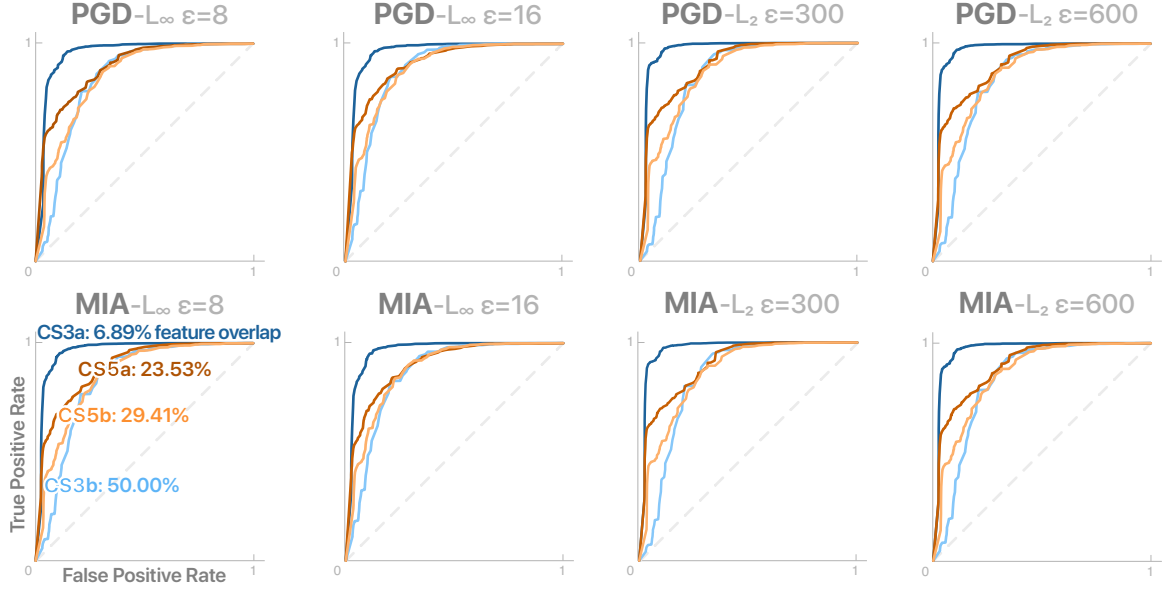 PGD-L∞ ε=8
PGD-L∞ ε=16
PGD-L₂ ε=300
PGD-L₂ ε=600
1
1
1
1
0
1
0
1
0
1
0
1
MIA-L∞ ε=8
MIA-L∞ ε=16
MIA-L₂ ε=300
MIA-L₂ ε=600
CS3a: 6.89% feature overlap
1
1
1
1
CS5a: 23.53%
CS5b: 29.41%
CS3b: 50.00%
True Positive Rate
0
1
0
1
0
1
0
1
False Positive Rate